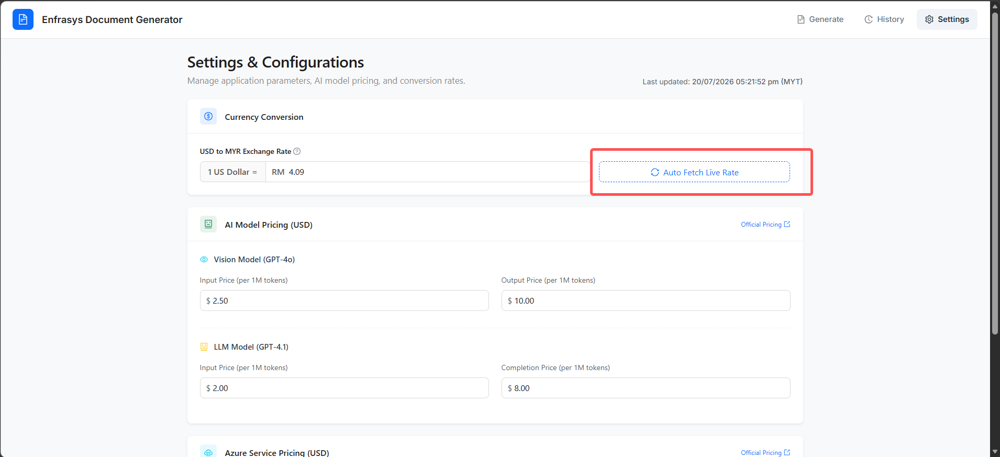 Enfrasys Document Generator
Generate
History
Settings
Settings & Configurations
Manage application parameters, AI model pricing, and conversion rates.
Last updated: 20/07/2026 05:21:52 pm (MYT)
Currency Conversion
USD to MYR Exchange Rate
1 US Dollar =
RM 4.09
Auto Fetch Live Rate
AI Model Pricing (USD)
Official Pricing
Vision Model (GPT-4o)
Input Price (per 1M tokens)
Output Price (per 1M tokens)
$ 2.50
$ 10.00
LLM Model (GPT-4.1)
Input Price (per 1M tokens)
Completion Price (per 1M tokens)
$ 2.00
$ 8.00
Azure Service Pricing (USD)
Official Pricing